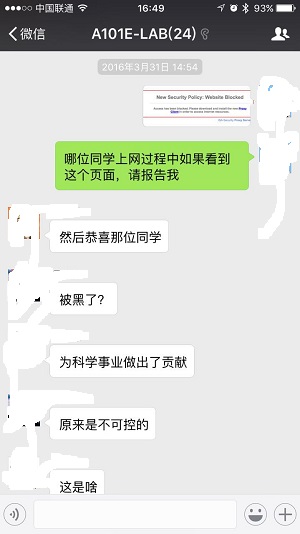 中国联通
16:49
93%
微信
A101E-LAB(24)
2016年3月31日 14:54
New Security Policy: Website Blocked
哪位同学上网过程中如果看到
这个页面，请报告我
然后恭喜那位同学
被黑了？
为科学事业做出了贡献
原来是不可控的
这是啥